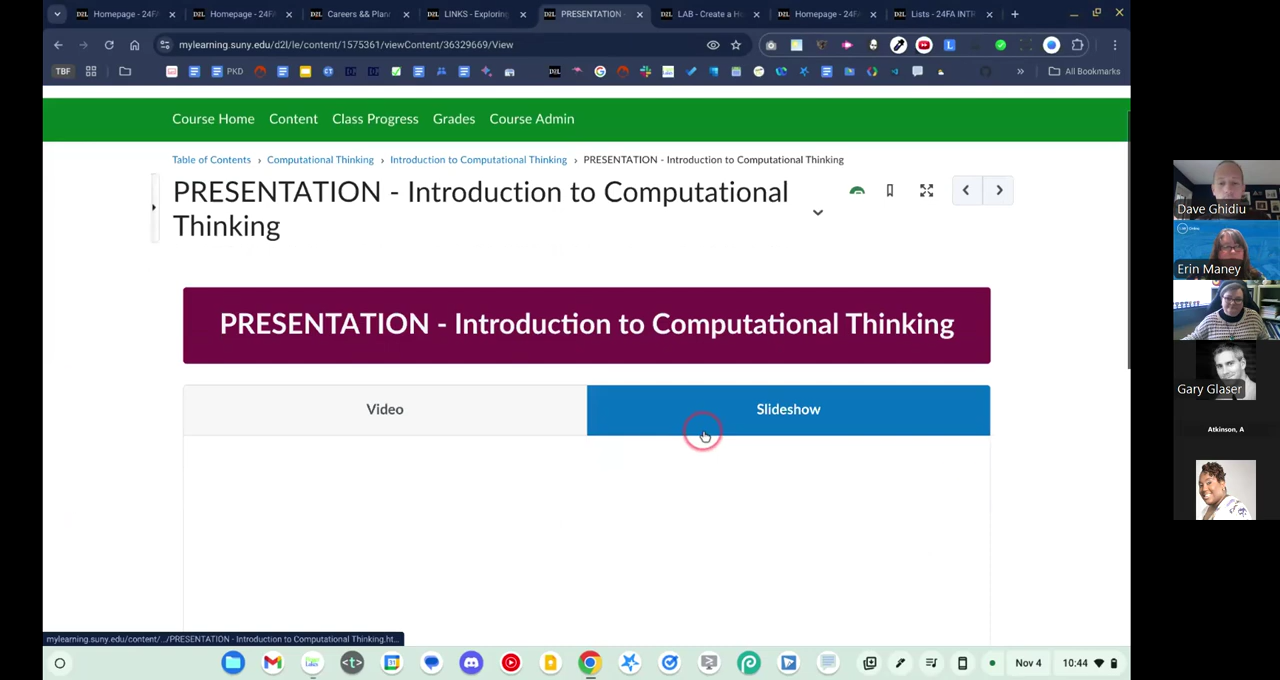 Homepage - 24FA
Homepage - 24FA
Careers && Plan
LINKS - Exploring
PRESENTATION -
LAB - Create a H
Homepage - 24FA
Lists - 24FA INTR
mylearning.suny.edu/d2l/le/content/1575361/viewContent/36329669/View
TBF
PKD
All Bookmarks
Course Home
Content
Class Progress
Grades
Course Admin
Table of Contents › Computational Thinking › Introduction to Computational Thinking › PRESENTATION - Introduction to Computational Thinking
PRESENTATION - Introduction to Computational
Thinking
PRESENTATION - Introduction to Computational Thinking
Video
Slideshow
mylearning.suny.edu/content/.../PRESENTATION - Introduction to Computational Thinking.ht...
Nov 4
10:44
Dave Ghidiu
Erin Maney
Gary Glaser
Atkinson, A